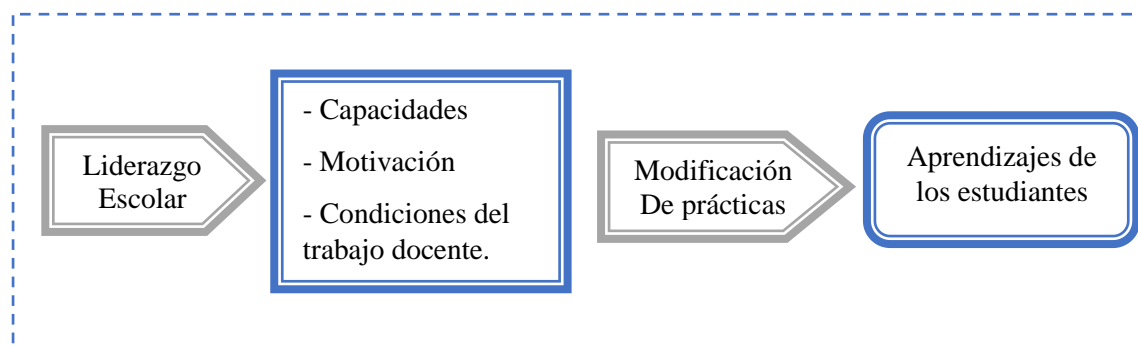 Liderazgo
Escolar
- Capacidades
- Motivación
- Condiciones del
trabajo docente.
Modificación
De prácticas
Aprendizajes de
los estudiantes